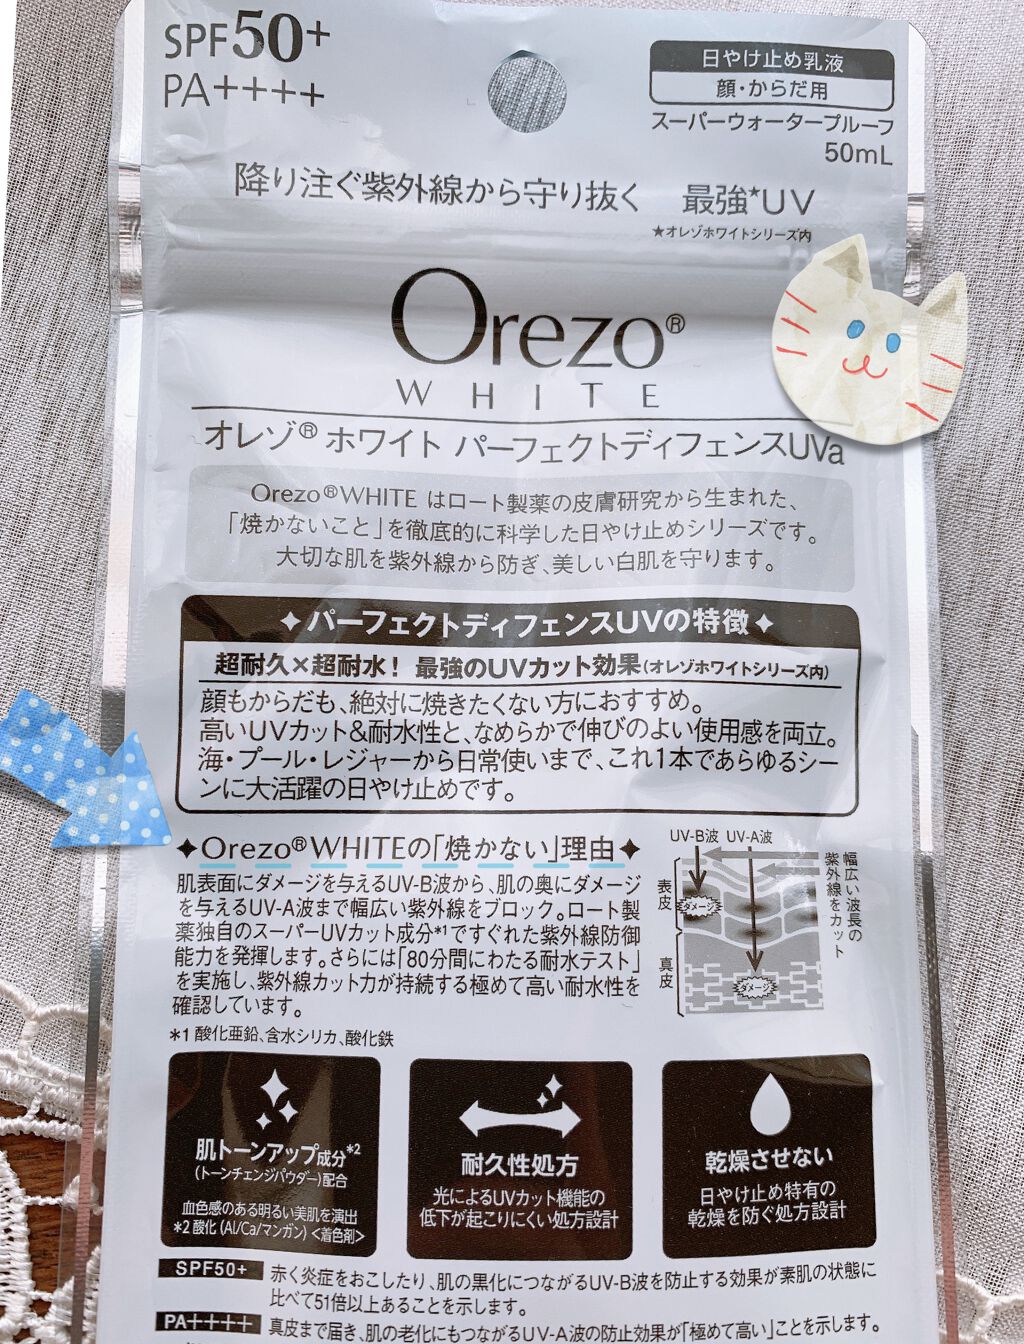 SPF50+
PA++++
日やけ止め乳液
顔・からだ用
スーパーウォータープルーフ
50mL
降り注ぐ紫外線から守り抜く 最強★UV
★オレゾホワイトシリーズ内
Orezo®
WHITE
オレゾ®ホワイト パーフェクトディフェンスUVa
Orezo®WHITE はロート製薬の皮膚研究から生まれた、
「焼かないこと」を徹底的に科学した日やけ止めシリーズです。
大切な肌を紫外線から防ぎ、美しい白肌を守ります。
✦パーフェクトディフェンスUVの特徴✦
超耐久×超耐水! 最強のUVカット効果(オレゾホワイトシリーズ内)
顔もからだも、絶対に焼きたくない方におすすめ。
高いUVカット&耐水性と、なめらかで伸びのよい使用感を両立。
海・プール・レジャーから日常使いまで、これ1本であらゆるシー
ンに大活躍の日やけ止めです。
✦Orezo®WHITEの「焼かない」理由✦
肌表面にダメージを与えるUV-B波から、肌の奥にダメージ
を与えるUV-A波まで幅広い紫外線をブロック。ロート製
薬独自のスーパーUVカット成分*1ですぐれた紫外線防御
能力を発揮します。さらには「80分間にわたる耐水テスト」
を実施し、紫外線カット力が持続する極めて高い耐水性を
確認しています。
*1 酸化亜鉛、含水シリカ、酸化鉄
UV-B波 UV-A波
幅広い波長の
紫外線をカット
表皮
ダメージ
真皮
ダメージ
肌トーンアップ成分*2
(トーンチェンジパウダー)配合
血色感のある明るい美肌を演出
*2 酸化(Al/Ca/マンガン)<着色剤>
耐久性処方
光によるUVカット機能の
低下が起こりにくい処方設計
乾燥させない
日やけ止め特有の
乾燥を防ぐ処方設計
SPF50+ 赤く炎症をおこしたり、肌の黒化につながるUV-B波を防止する効果が素肌の状態に
比べて51倍以上あることを示します。
PA++++ 真皮まで届き、肌の老化にもつながるUV-A波の防止効果が「極めて高い」ことを示します。